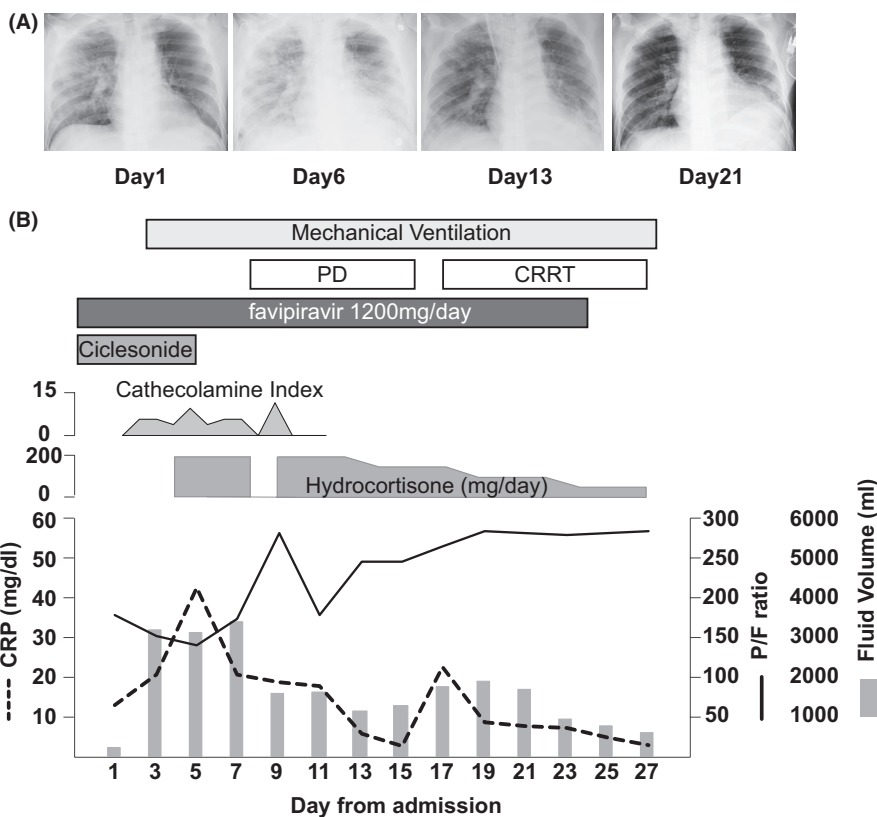 (A)
Day1 Day6 Day13 Day21
(B)
Mechanical Ventilation
PD CRRT
favipiravir 1200mg/day
Ciclesonide
15 Cathecolamine Index
0
200
0 Hydrocortisone (mg/day)
60 300 6000
50 250 5000
40 200 4000
30 150 3000
20 100 2000
10 50 1000
CRP (mg/dl)
P/F ratio
Fluid Volume (ml)
1 3 5 7 9 11 13 15 17 19 21 23 25 27
Day from admission